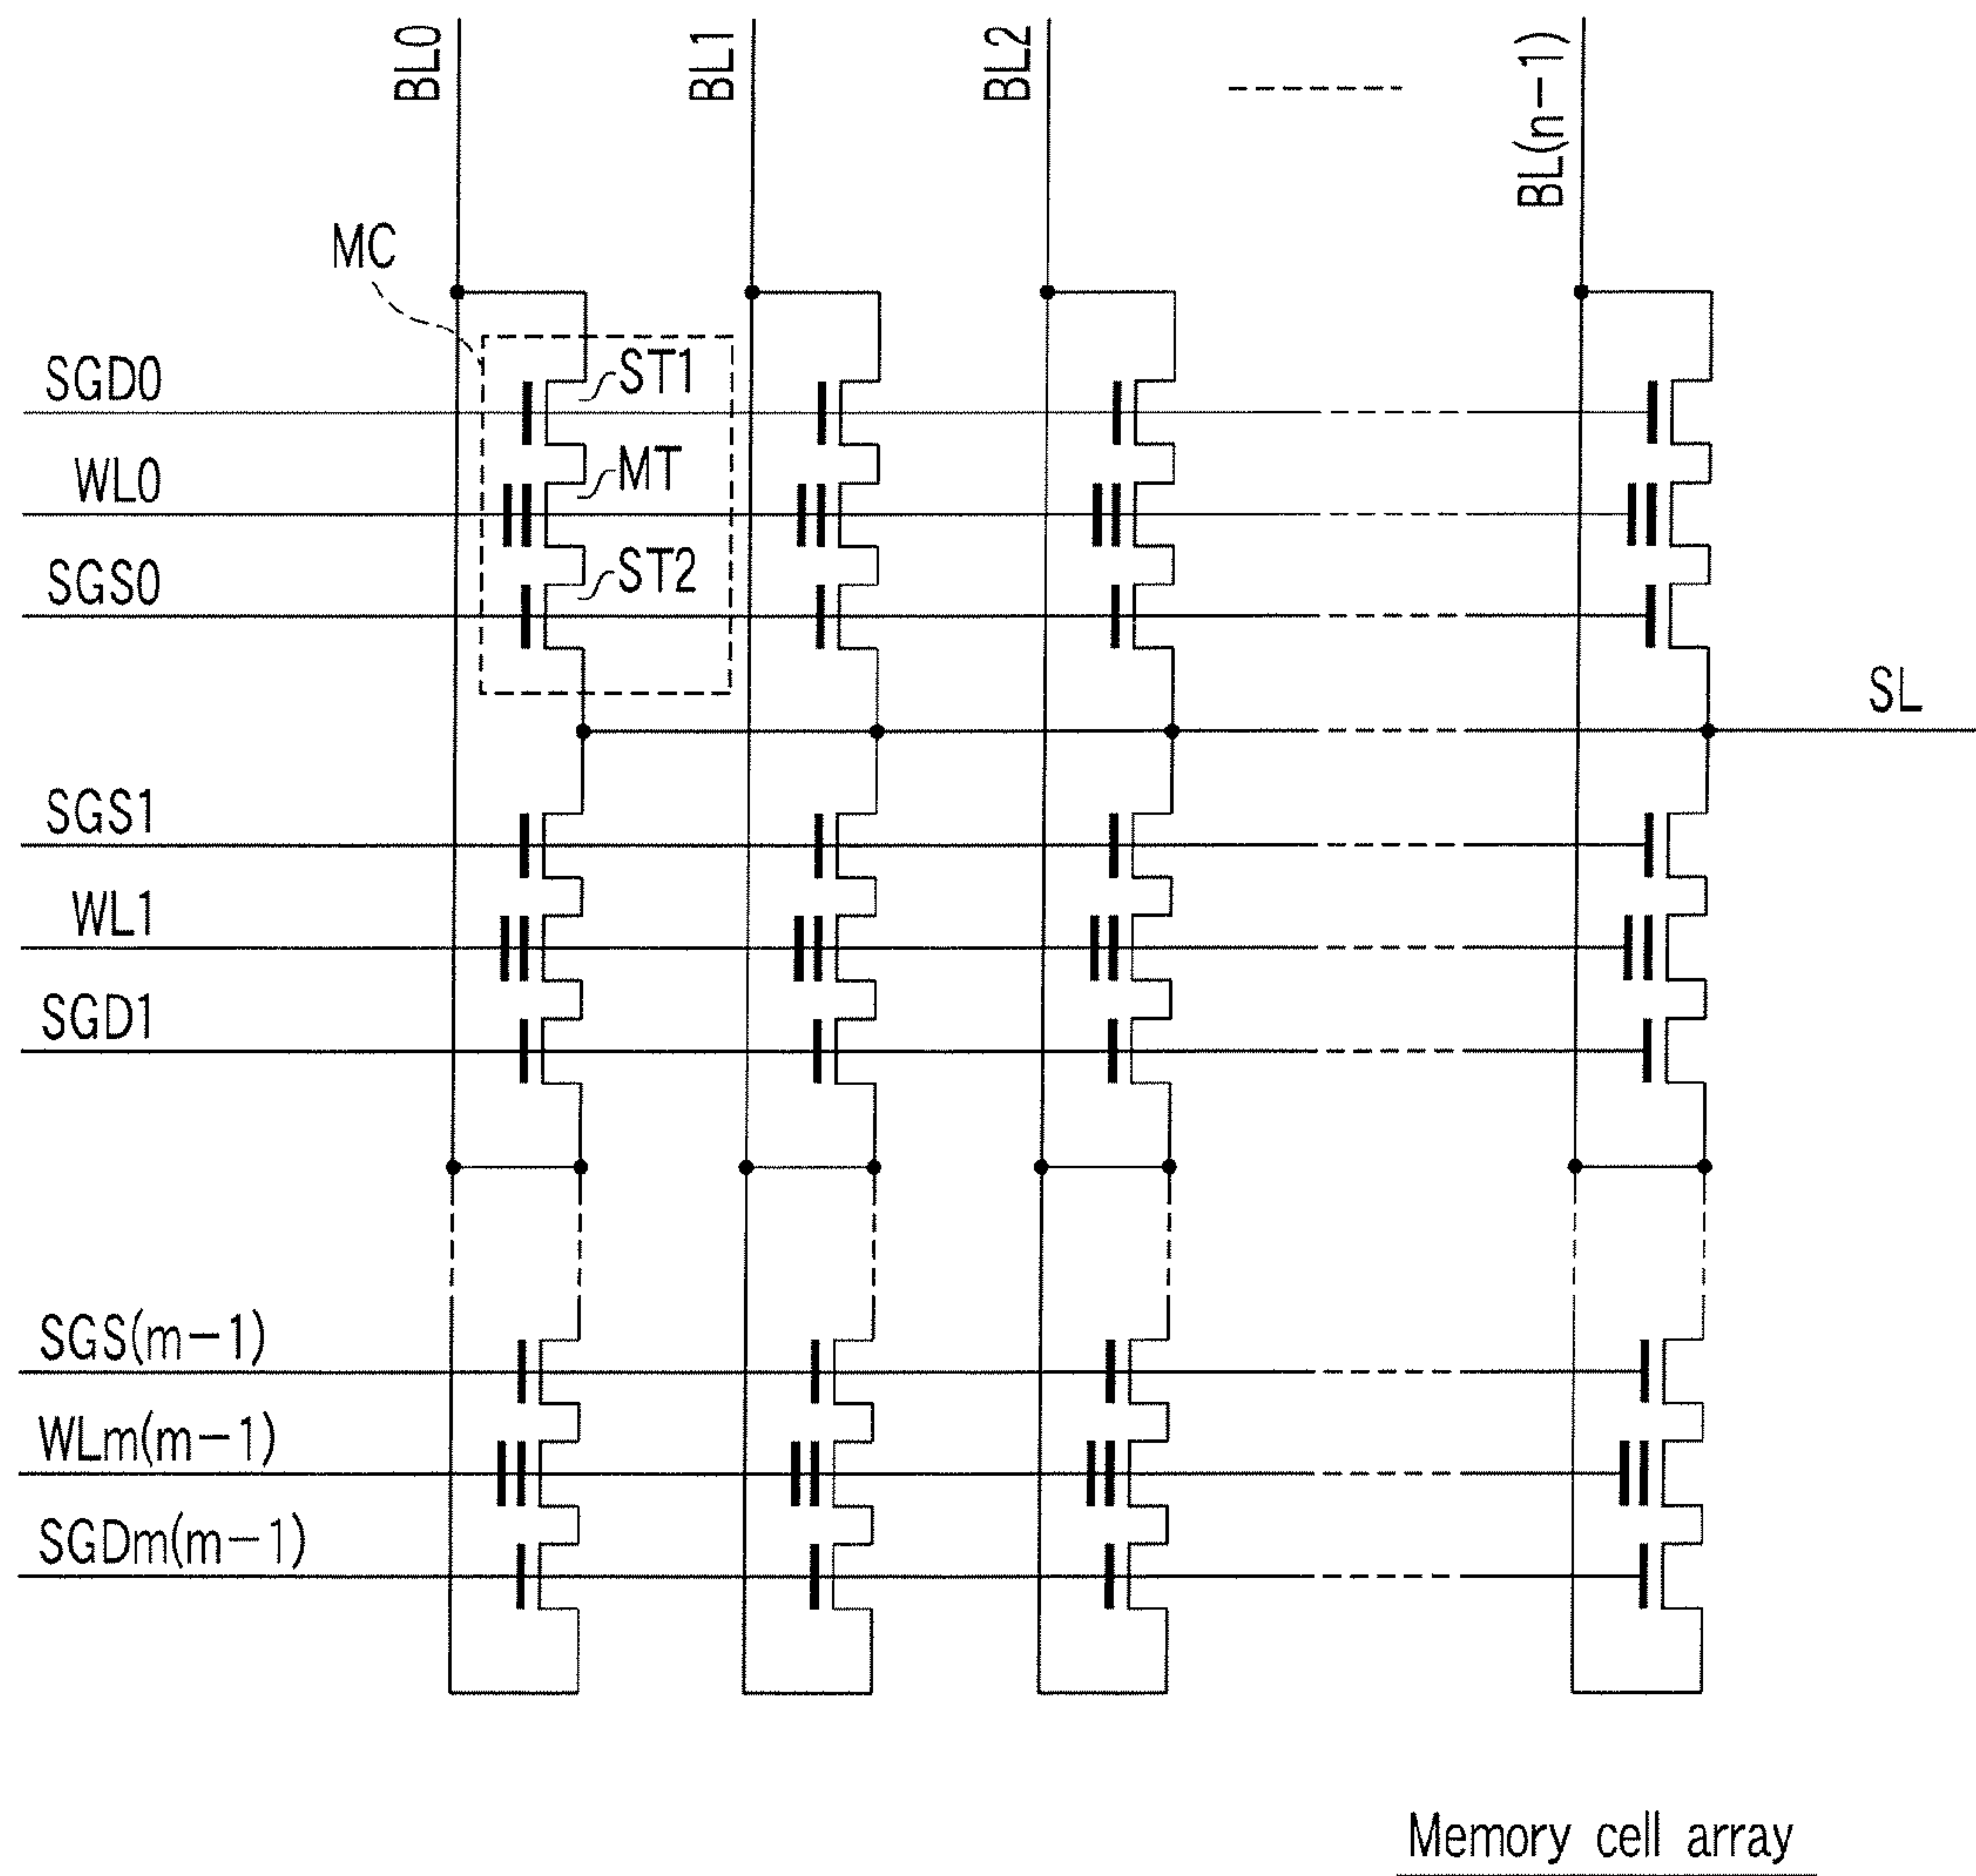 BL0
BL1
BL2
BL(n-1)
MC
SGD0
ST1
WL0
MT
SGS0
ST2
SL
SGS1
WL1
SGD1
SGS(m-1)
WLm(m-1)
SGDm(m-1)
Memory cell array